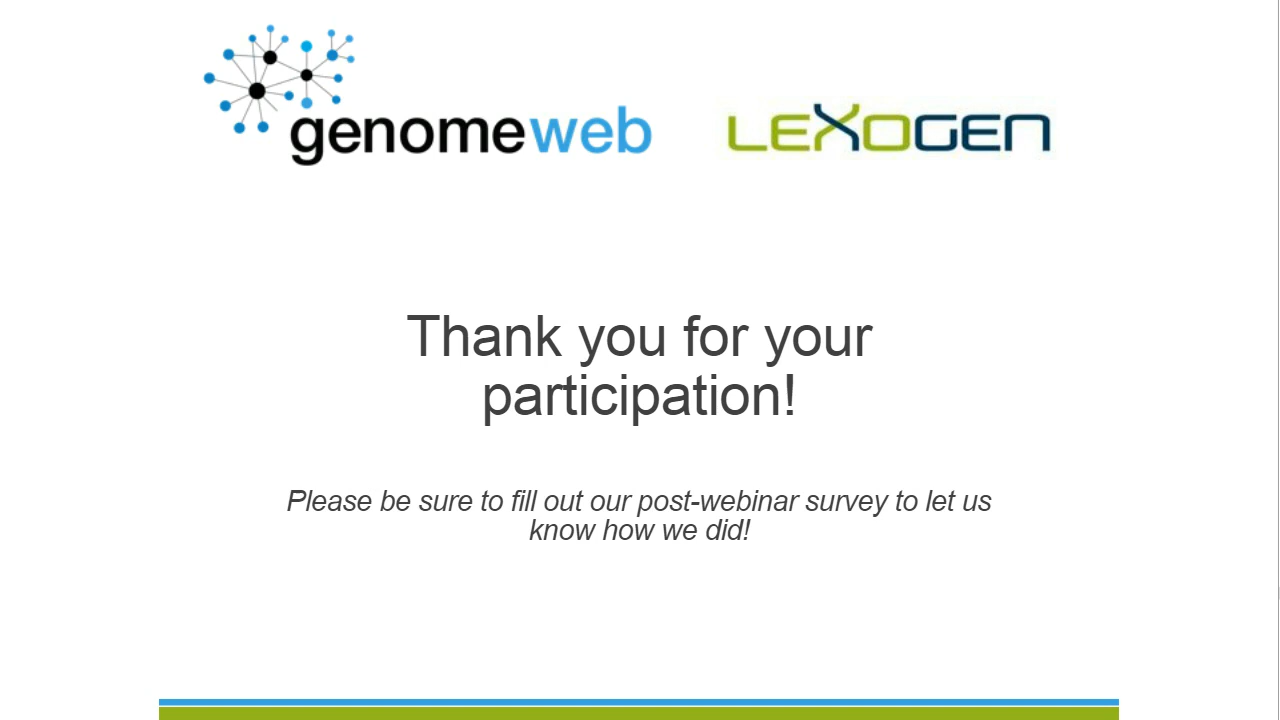 genomeweb
LEXOGEN
Thank you for your
participation!
Please be sure to fill out our post-webinar survey to let us
know how we did!